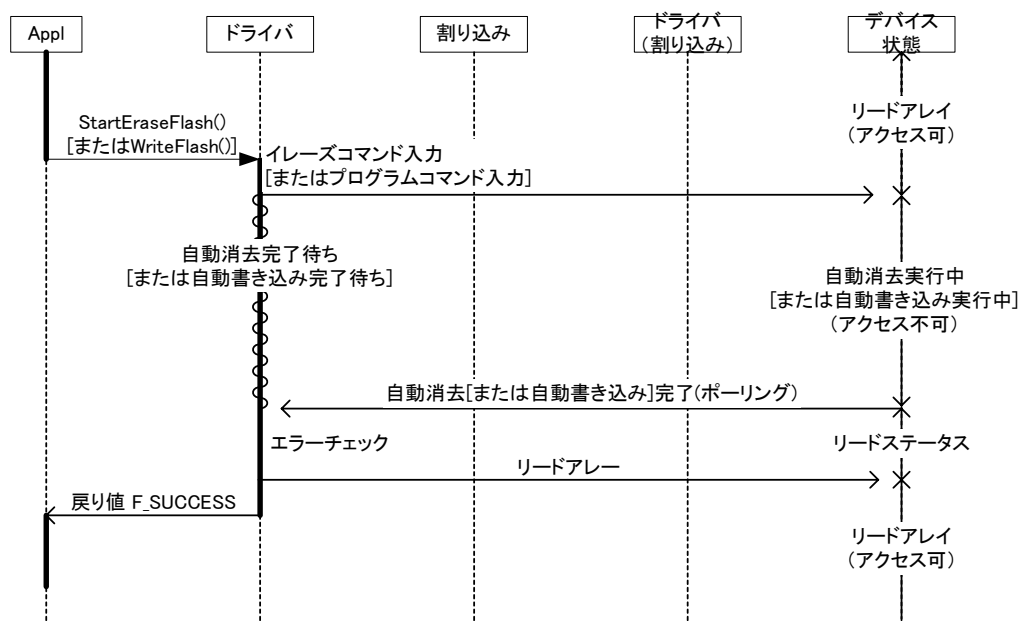 Appl
ドライバ
割り込み
ドライバ
（割り込み）
デバイス
状態
リードアレイ
（アクセス可）
StartEraseFlash()
[またはWriteFlash()]
イレーズコマンド入力
[またはプログラムコマンド入力]
自動消去完了待ち
[または自動書き込み完了待ち]
自動消去実行中
[または自動書き込み実行中]
（アクセス不可）
自動消去[または自動書き込み]完了(ポーリング)
エラーチェック
リードステータス
リードアレー
戻り値 F_SUCCESS
リードアレイ
（アクセス可）